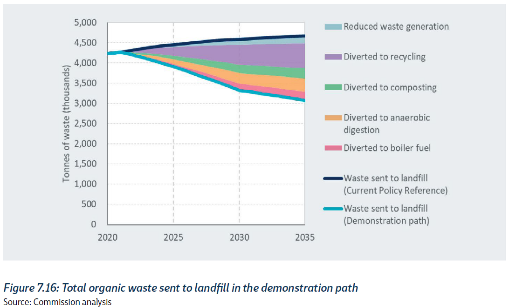 5,000
4,500
4,000
3,500
3,000
2,500
2,000
1,500
1,000
500
0
Tonnes of waste (thousands)
2020
2025
2030
2035
Reduced waste generation
Diverted to recycling
Diverted to composting
Diverted to anaerobic
digestion
Diverted to boiler fuel
Waste sent to landfill
(Current Policy Reference)
Waste sent to landfill
(Demonstration path)
Figure 7.16: Total organic waste sent to landfill in the demonstration path
Source: Commission analysis